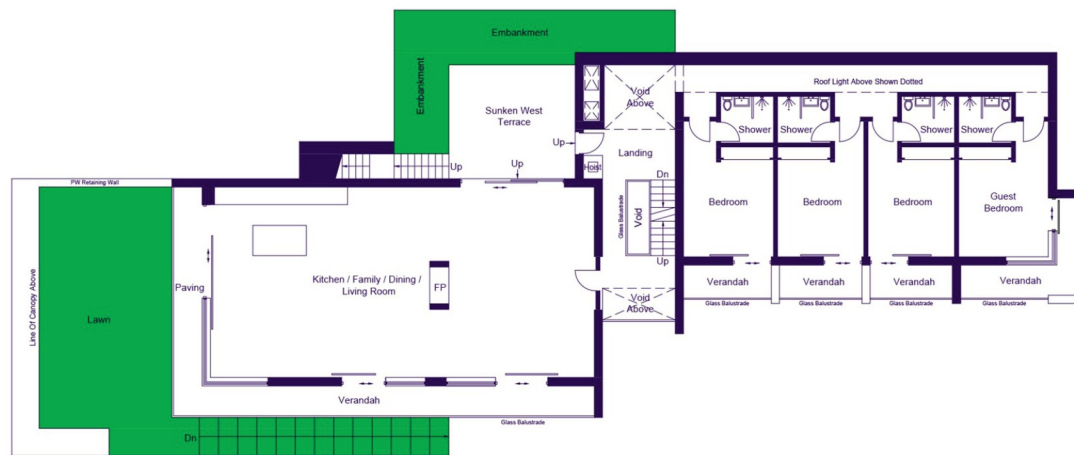 Embankment
Embankment
Roof Light Above Shown Dotted
Void
Above
Sunken West
Terrace
Shower
Shower
Shower
Shower
Up
Landing
Up
Up
Hoist
Dn
PW Retaining Wall
Bedroom
Bedroom
Bedroom
Guest
Bedroom
Glass Balustrade
Void
Line Of Canopy Above
Up
Kitchen / Family / Dining /
Living Room
FP
Paving
Verandah
Verandah
Verandah
Verandah
Void
Above
Glass Balustrade
Glass Balustrade
Glass Balustrade
Glass Balustrade
Lawn
Verandah
Glass Balustrade
Dn